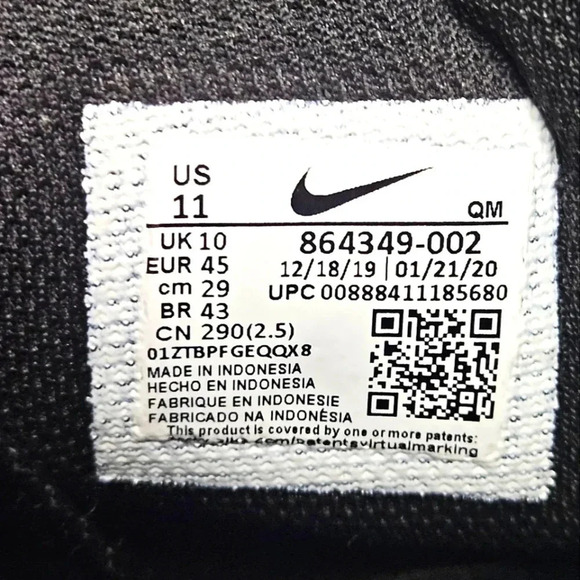 US
11
QM
UK 10
EUR 45
cm 29
BR 43
CN 290(2.5)
864349-002
12/18/19 | 01/21/20
UPC 00888411185680
01ZTBPFGEQQX8
MADE IN INDONESIA
HECHO EN INDONESIA
FABRIQUE EN INDONESIE
FABRICADO NA INDONÉSIA
This product is covered by one or more patents: